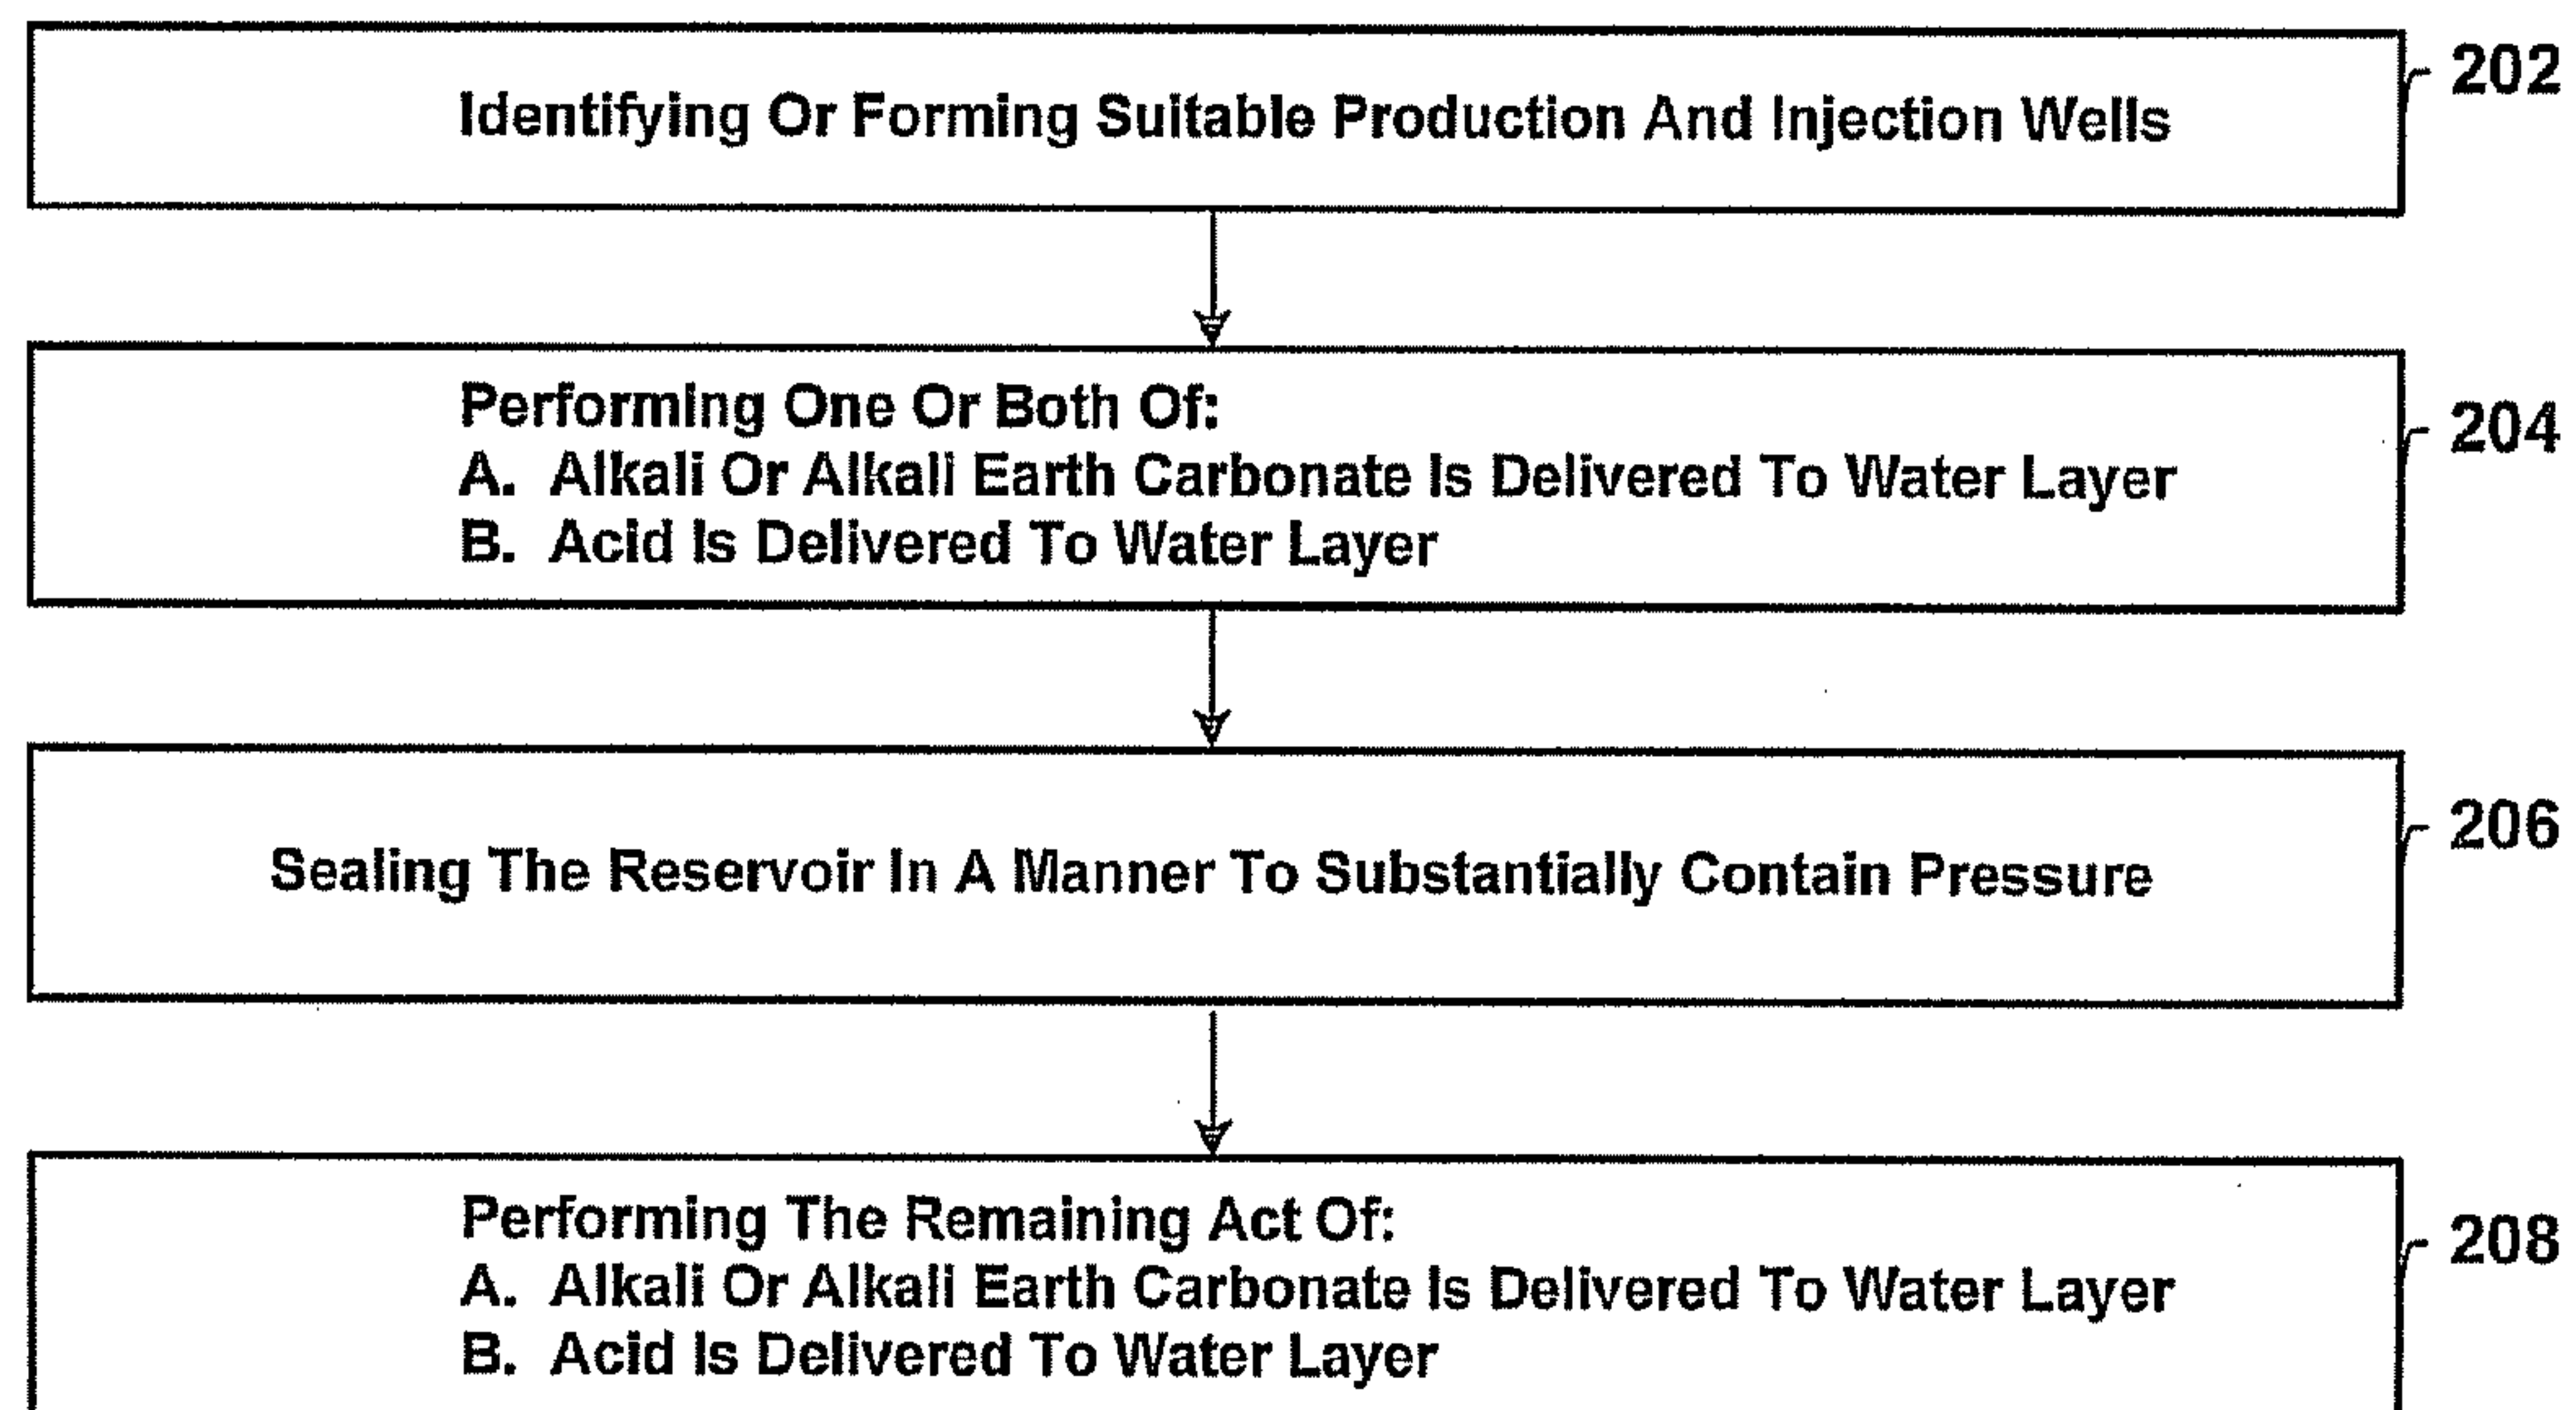 Identifying Or Forming Suitable Production And Injection Wells
202
Performing One Or Both Of:
A. Alkali Or Alkali Earth Carbonate Is Delivered To Water Layer
B. Acid Is Delivered To Water Layer
204
Sealing The Reservoir In A Manner To Substantially Contain Pressure
206
Performing The Remaining Act Of:
A. Alkali Or Alkali Earth Carbonate Is Delivered To Water Layer
B. Acid Is Delivered To Water Layer
208